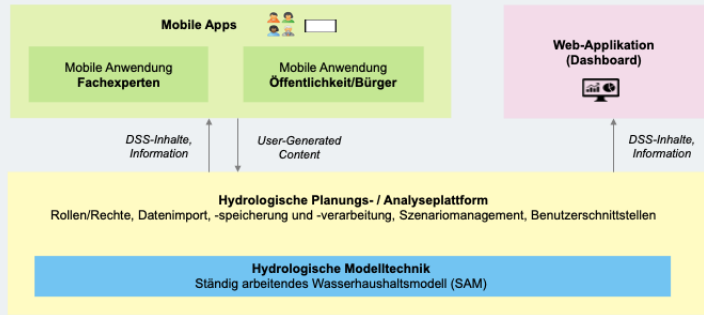 Mobile Apps
Mobile Anwendung
Fachexperten
Mobile Anwendung
Öffentlichkeit/Bürger
Web-Applikation
(Dashboard)
DSS-Inhalte,
Information
User-Generated
Content
DSS-Inhalte,
Information
Hydrologische Planungs- / Analyseplattform
Rollen/Rechte, Datenimport, -speicherung und -verarbeitung, Szenariomanagement, Benutzerschnittstellen
Hydrologische Modelltechnik
Ständig arbeitendes Wasserhaushaltsmodell (SAM)